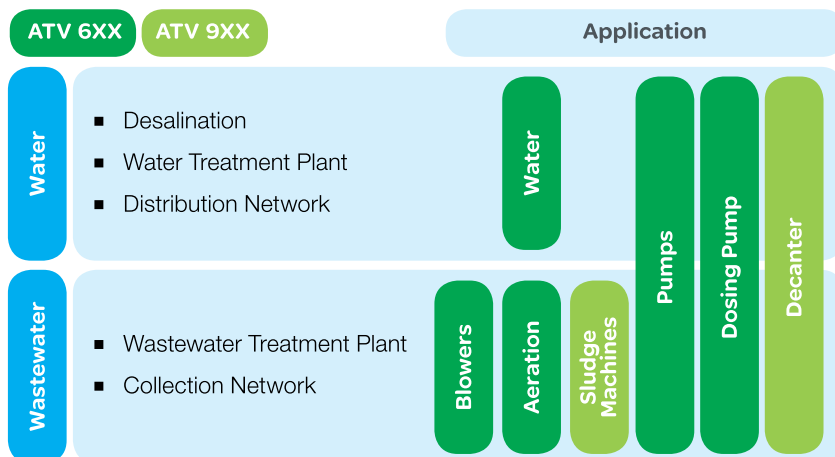 ATV 6XX
ATV 9XX
Application
Water
■ Desalination
■ Water Treatment Plant
■ Distribution Network
Water
Pumps
Dosing Pump
Decanter
Wastewater
■ Wastewater Treatment Plant
■ Collection Network
Blowers
Aeration
Sludge
Machines